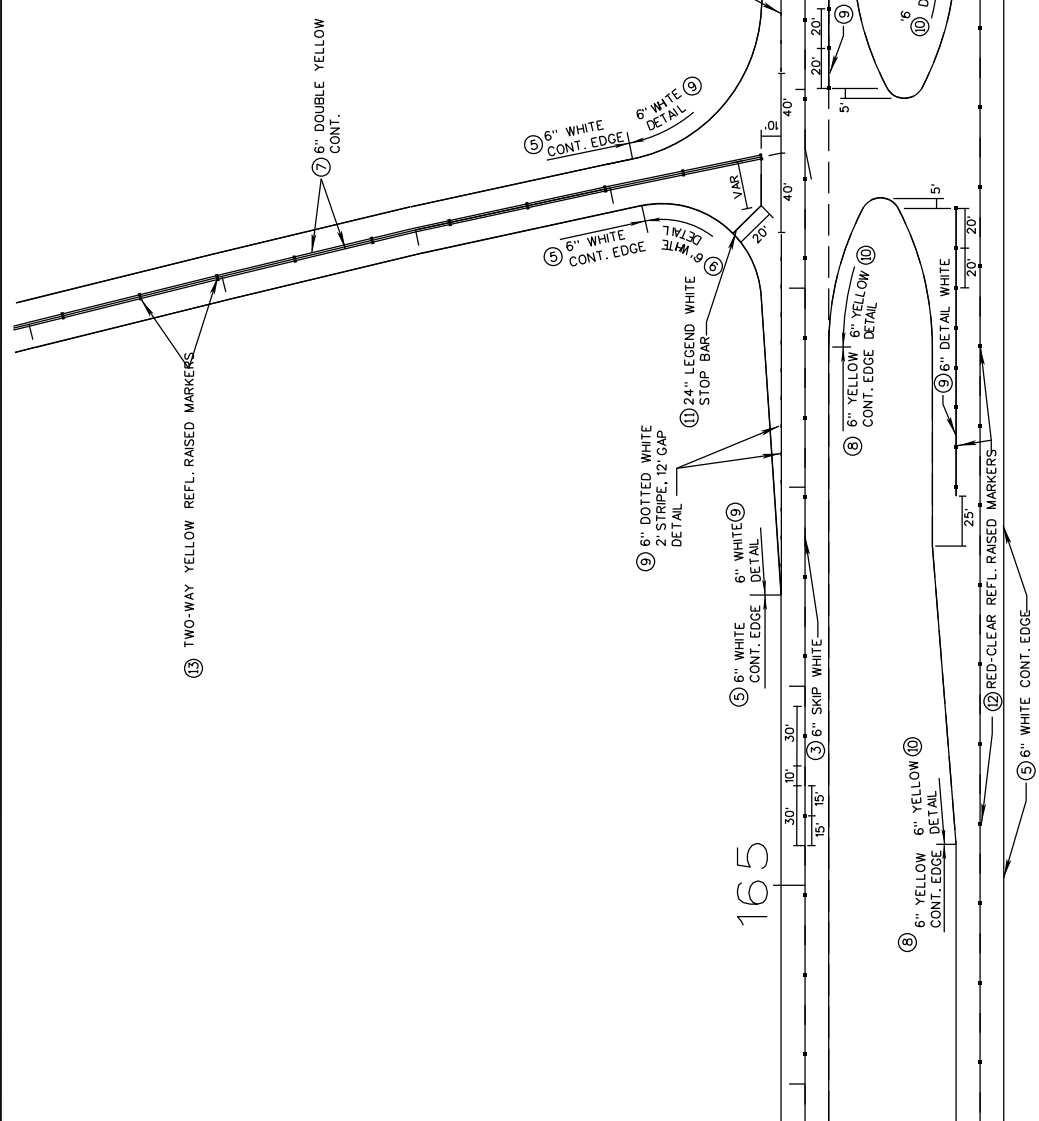 ⑦ 6" DOUBLE YELLOW
CONT.
⑤ 6" WHITE
CONT. EDGE
6" WHITE ⑨
DETAIL
⑤ 6" WHITE
CONT. EDGE
⑨ 6" WHITE
DETAIL
VAR
20'
10'
40'
40'
20'
20'
⑨
5'
6"
⑩ D
5'
20'
20'
⑬ TWO-WAY YELLOW REFL. RAISED MARKERS
⑪ 24" LEGEND WHITE
STOP BAR
⑨ 6" DOTTED WHITE
2' STRIPE, 12' GAP
DETAIL
⑧ 6" YELLOW
CONT. EDGE
6" YELLOW ⑩
DETAIL
⑨ 6" DETAIL WHITE
25'
⑤ 6" WHITE
CONT. EDGE
6" WHITE ⑨
DETAIL
③ 6" SKIP WHITE
30'
10'
30'
15'
15'
165
⑧ 6" YELLOW
CONT. EDGE
6" YELLOW ⑩
DETAIL
⑫ RED-CLEAR REFL. RAISED MARKERS
⑤ 6" WHITE CONT. EDGE